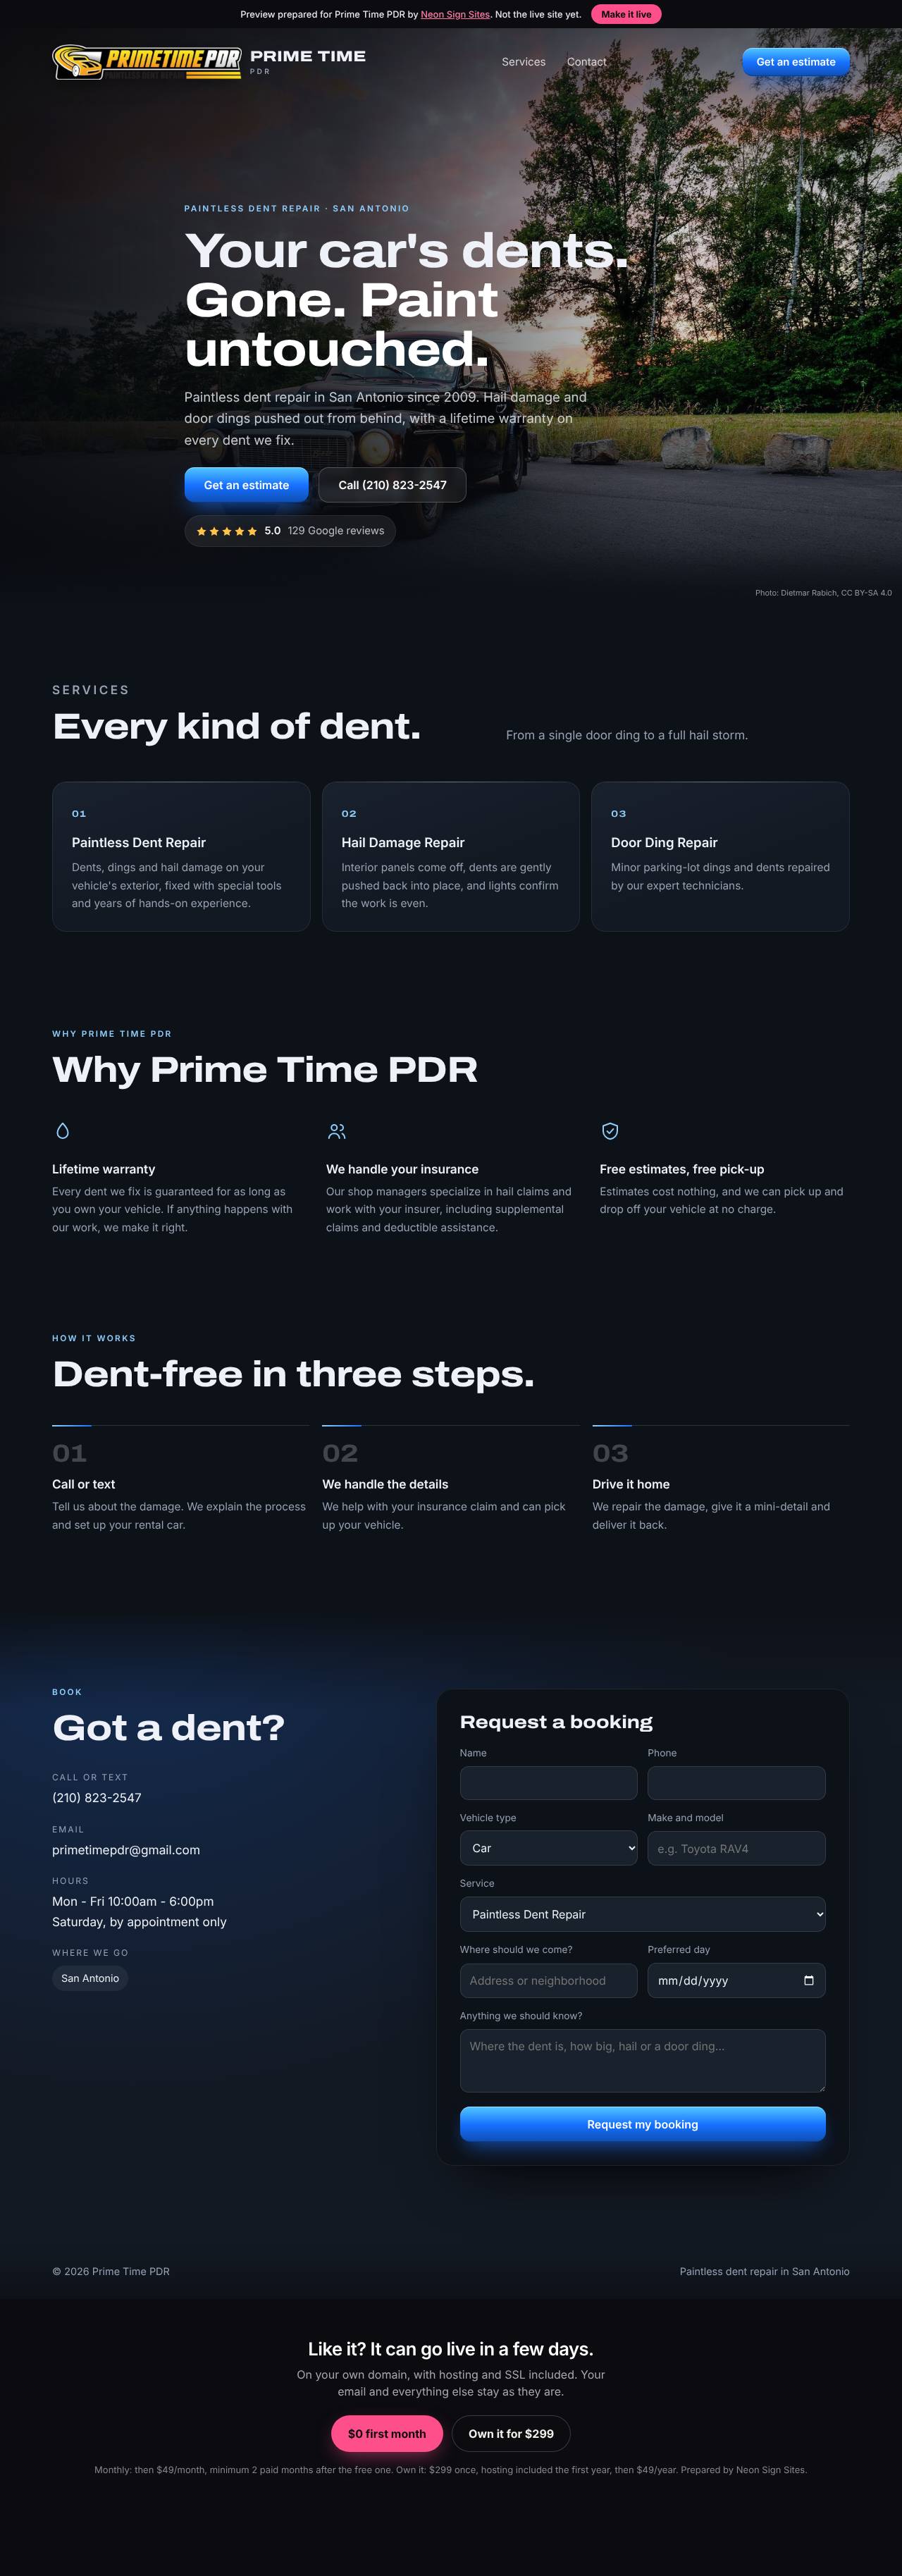 Preview prepared for Prime Time PDR by Neon Sign Sites. Not the live site yet. Make it live
PRIMETIME PDR
PAINTLESS DENT REPAIR
PRIME TIME
PDR
Services Contact
Get an estimate
PAINTLESS DENT REPAIR · SAN ANTONIO
Your car's dents.
Gone. Paint
untouched.
Paintless dent repair in San Antonio since 2009. Hail damage and
door dings pushed out from behind, with a lifetime warranty on
every dent we fix.
Get an estimate Call (210) 823-2547
5.0 129 Google reviews
Photo: Dietmar Rabich, CC BY-SA 4.0
SERVICES
Every kind of dent.
From a single door ding to a full hail storm.
01
Paintless Dent Repair
Dents, dings and hail damage on your
vehicle's exterior, fixed with special tools
and years of hands-on experience.
02
Hail Damage Repair
Interior panels come off, dents are gently
pushed back into place, and lights confirm
the work is even.
03
Door Ding Repair
Minor parking-lot dings and dents repaired
by our expert technicians.
WHY PRIME TIME PDR
Why Prime Time PDR
Lifetime warranty
Every dent we fix is guaranteed for as long as
you own your vehicle. If anything happens with
our work, we make it right.
We handle your insurance
Our shop managers specialize in hail claims and
work with your insurer, including supplemental
claims and deductible assistance.
Free estimates, free pick-up
Estimates cost nothing, and we can pick up and
drop off your vehicle at no charge.
HOW IT WORKS
Dent-free in three steps.
01
Call or text
Tell us about the damage. We explain the process
and set up your rental car.
02
We handle the details
We help with your insurance claim and can pick
up your vehicle.
03
Drive it home
We repair the damage, give it a mini-detail and
deliver it back.
BOOK
Got a dent?
CALL OR TEXT
(210) 823-2547
EMAIL
primetimepdr@gmail.com
HOURS
Mon - Fri 10:00am - 6:00pm
Saturday, by appointment only
WHERE WE GO
San Antonio
Request a booking
Name Phone
Vehicle type Make and model
Car e.g. Toyota RAV4
Service
Paintless Dent Repair
Where should we come? Preferred day
Address or neighborhood mm/dd/yyyy
Anything we should know?
Where the dent is, how big, hail or a door ding...
Request my booking
© 2026 Prime Time PDR
Paintless dent repair in San Antonio
Like it? It can go live in a few days.
On your own domain, with hosting and SSL included. Your
email and everything else stay as they are.
$0 first month Own it for $299
Monthly: then $49/month, minimum 2 paid months after the free one. Own it: $299 once, hosting included the first year, then $49/year. Prepared by Neon Sign Sites.